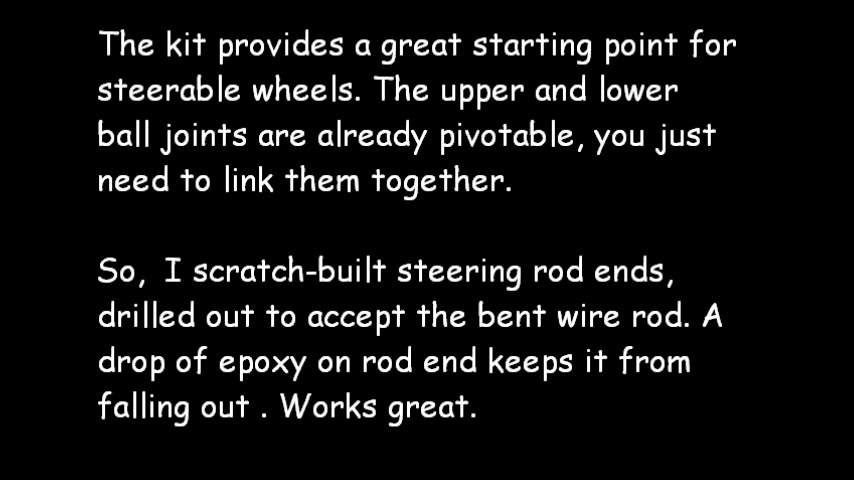 The kit provides a great starting point for
steerable wheels. The upper and lower
ball joints are already pivotable, you just
need to link them together.
So,  I scratch-built steering rod ends,
drilled out to accept the bent wire rod. A
drop of epoxy on rod end keeps it from
falling out . Works great.